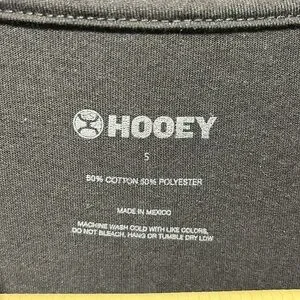 HOOEY
S
50% COTTON 50% POLYESTER
MADE IN MEXICO
MACHINE WASH COLD WITH LIKE COLORS,
DO NOT BLEACH, HANG OR TUMBLE DRY LOW